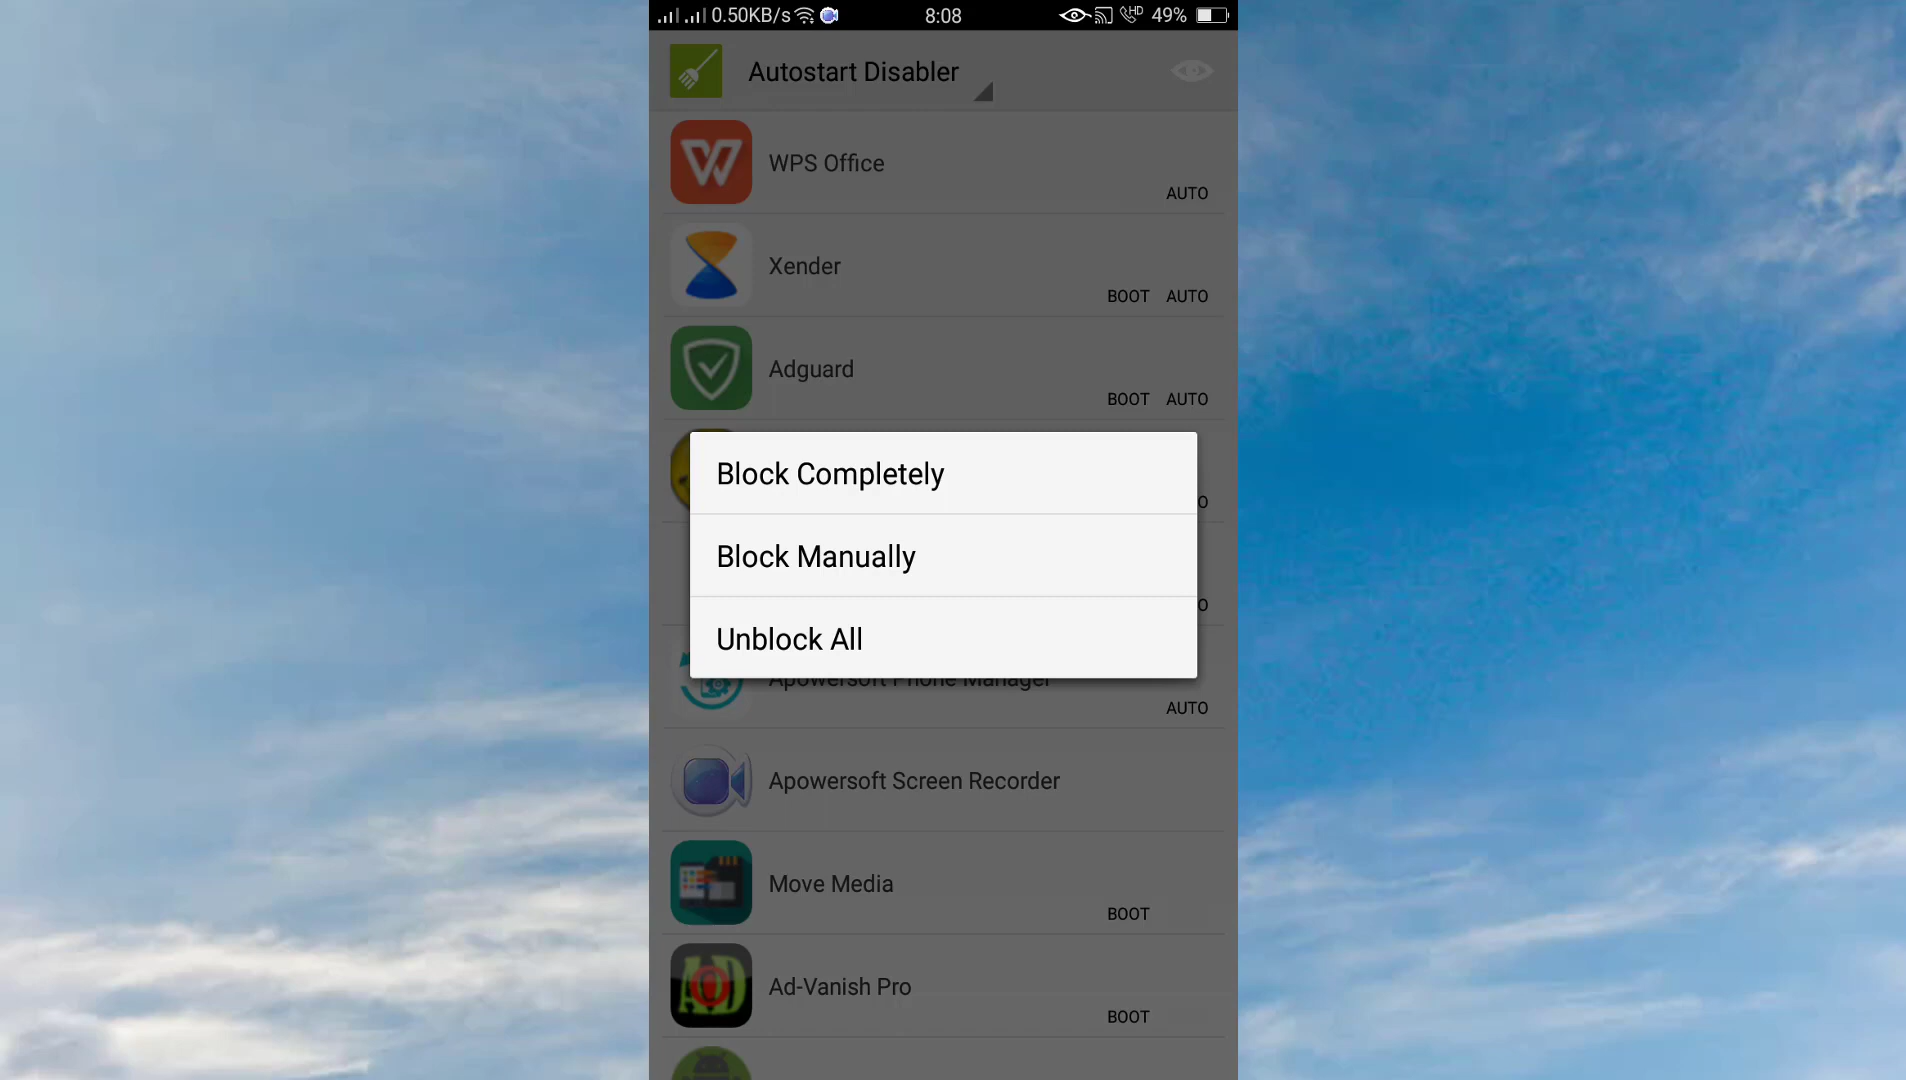 0.50KB/s 8:08 HD 49%
Autostart Disabler
WPS Office
AUTO
Xender
BOOT AUTO
Adguard
BOOT AUTO
Block Completely
Block Manually
Unblock All
Apowersoft Phone Manager
AUTO
Apowersoft Screen Recorder
Move Media
BOOT
Ad-Vanish Pro
BOOT